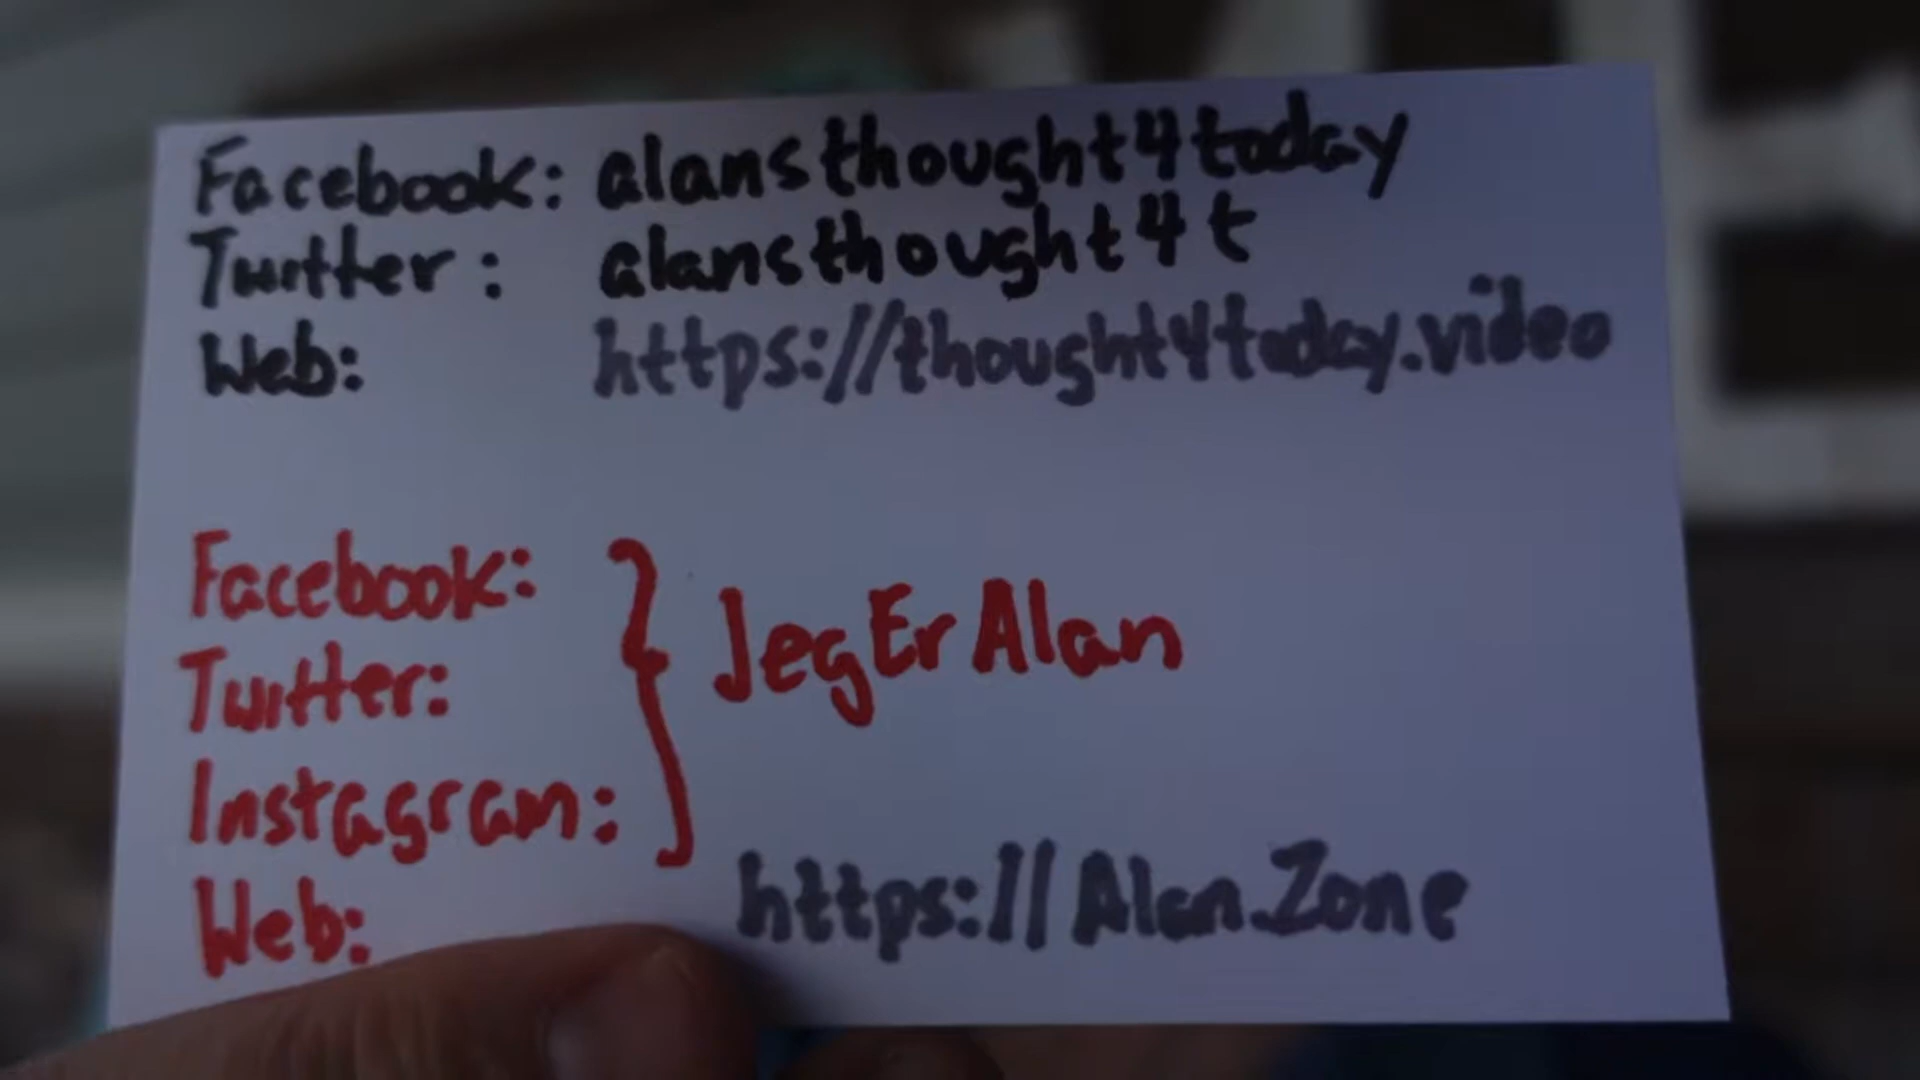 Facebook: alansthought4today
Twitter: alansthought4t
Web: https://thought4today.video
Facebook:
Twitter:
Instagram:
} JegErAlan
Web: https://Alan.Zone